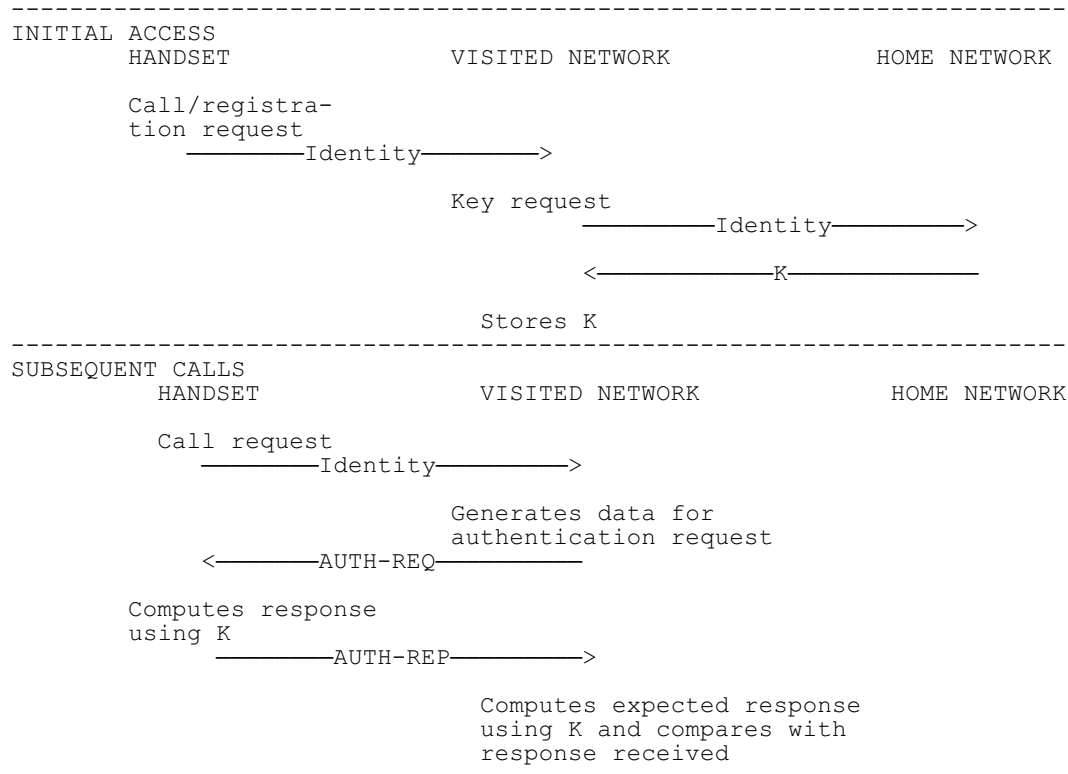 INITIAL ACCESS
HANDSET VISITED NETWORK HOME NETWORK
Call/registra-
tion request
Identity
Key request
Identity
K
Stores K
SUBSEQUENT CALLS
HANDSET VISITED NETWORK HOME NETWORK
Call request
Identity
Generates data for
authentication request
AUTH-REQ
Computes response
using K
AUTH-REP
Computes expected response
using K and compares with
response received